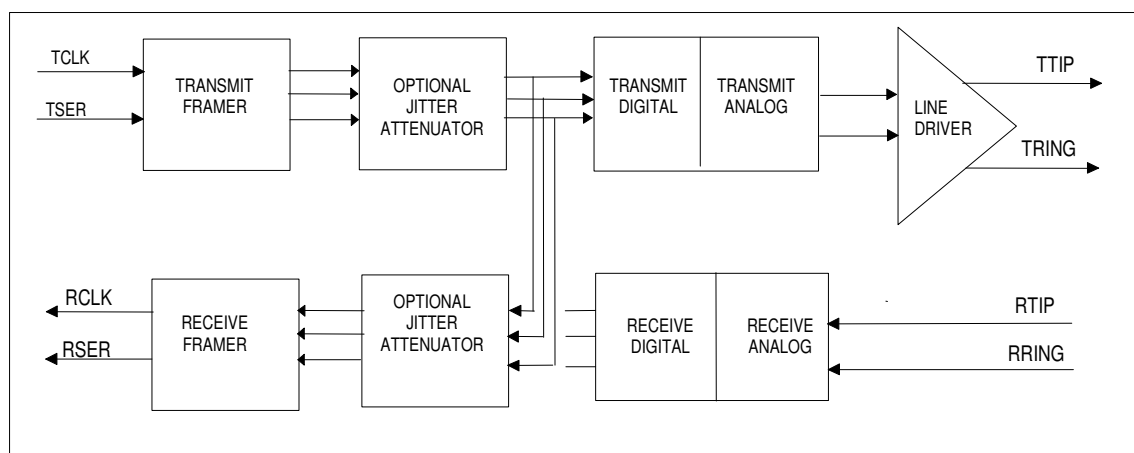 TCLK
TSER
TRANSMIT
FRAMER
OPTIONAL
JITTER
ATTENUATOR
TRANSMIT
DIGITAL
TRANSMIT
ANALOG
LINE
DRIVER
TTIP
TRING
RCLK
RSER
RECEIVE
FRAMER
OPTIONAL
JITTER
ATTENUATOR
RECEIVE
DIGITAL
RECEIVE
ANALOG
RTIP
RRING